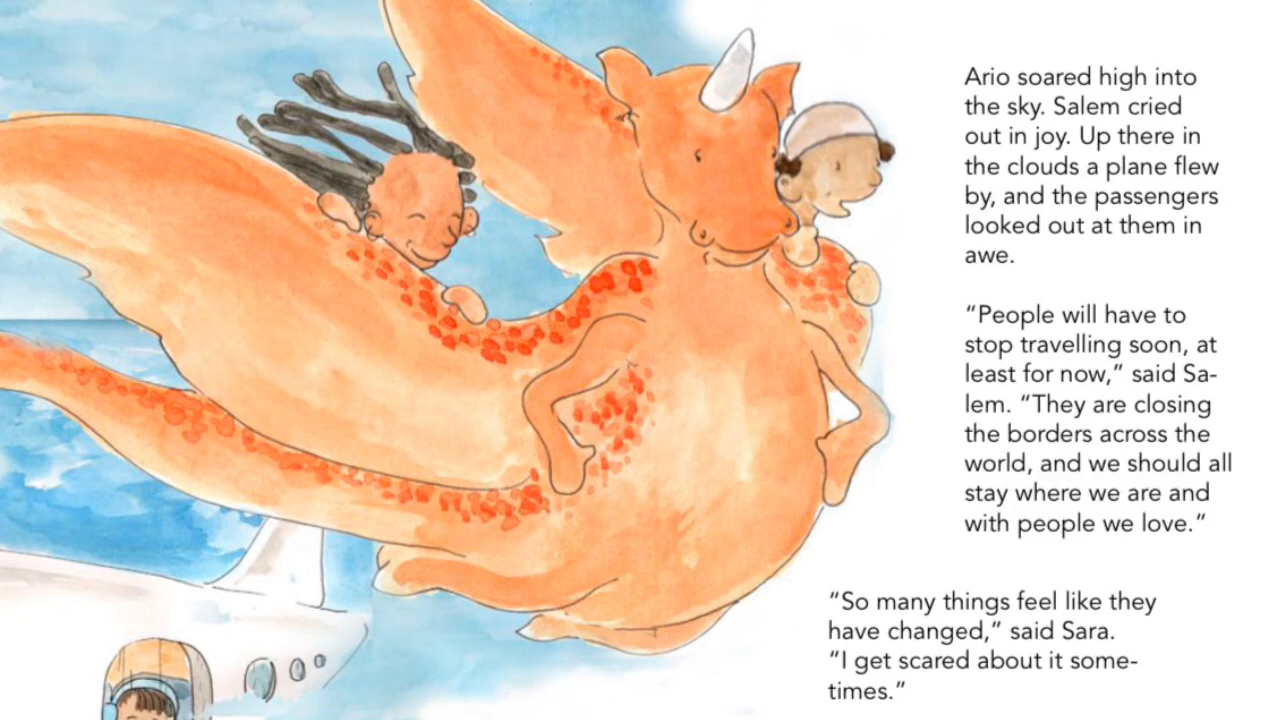 Ario soared high into
the sky. Salem cried
out in joy. Up there in
the clouds a plane flew
by, and the passengers
looked out at them in
awe.
“People will have to
stop travelling soon, at
least for now,” said Sa-
lem. “They are closing
the borders across the
world, and we should all
stay where we are and
with people we love.”
“So many things feel like they
have changed,” said Sara.
“I get scared about it some-
times.”